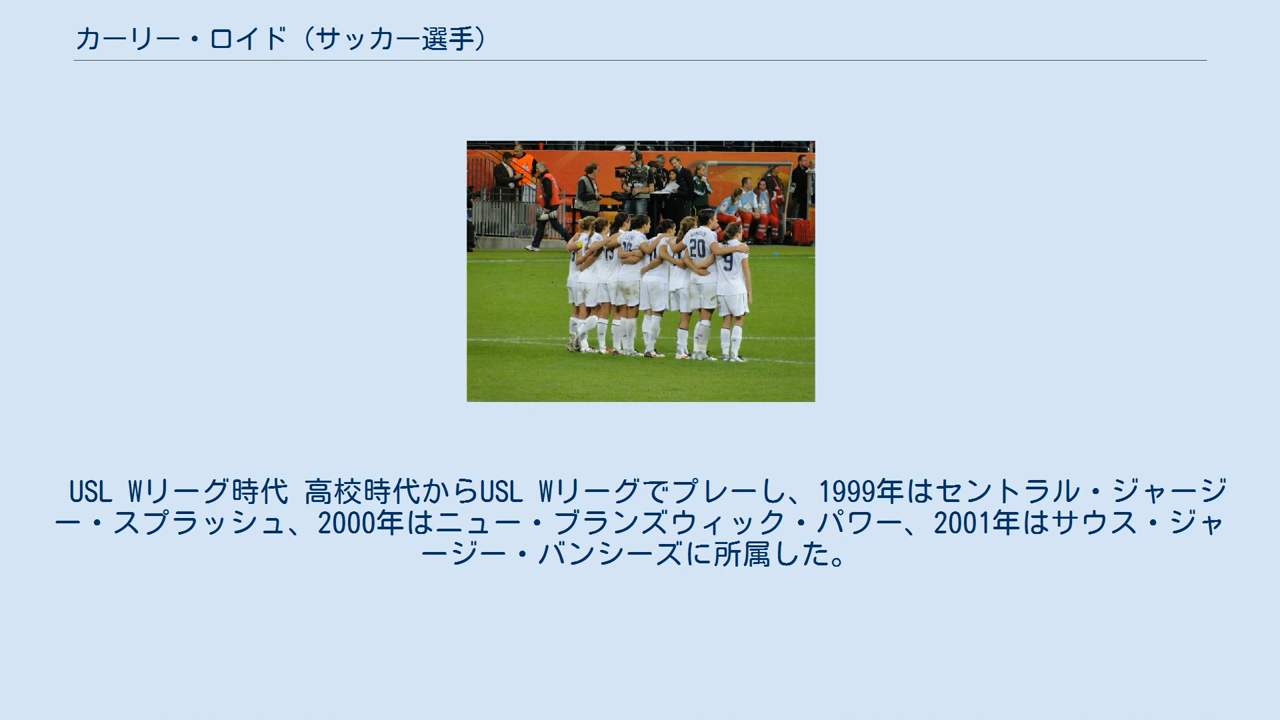 カーリー・ロイド（サッカー選手）
20
9
USL Wリーグ時代 高校時代からUSL Wリーグでプレーし、1999年はセントラル・ジャージ
ー・スプラッシュ、2000年はニュー・ブランズウィック・パワー、2001年はサウス・ジャ
ージー・バンシーズに所属した。